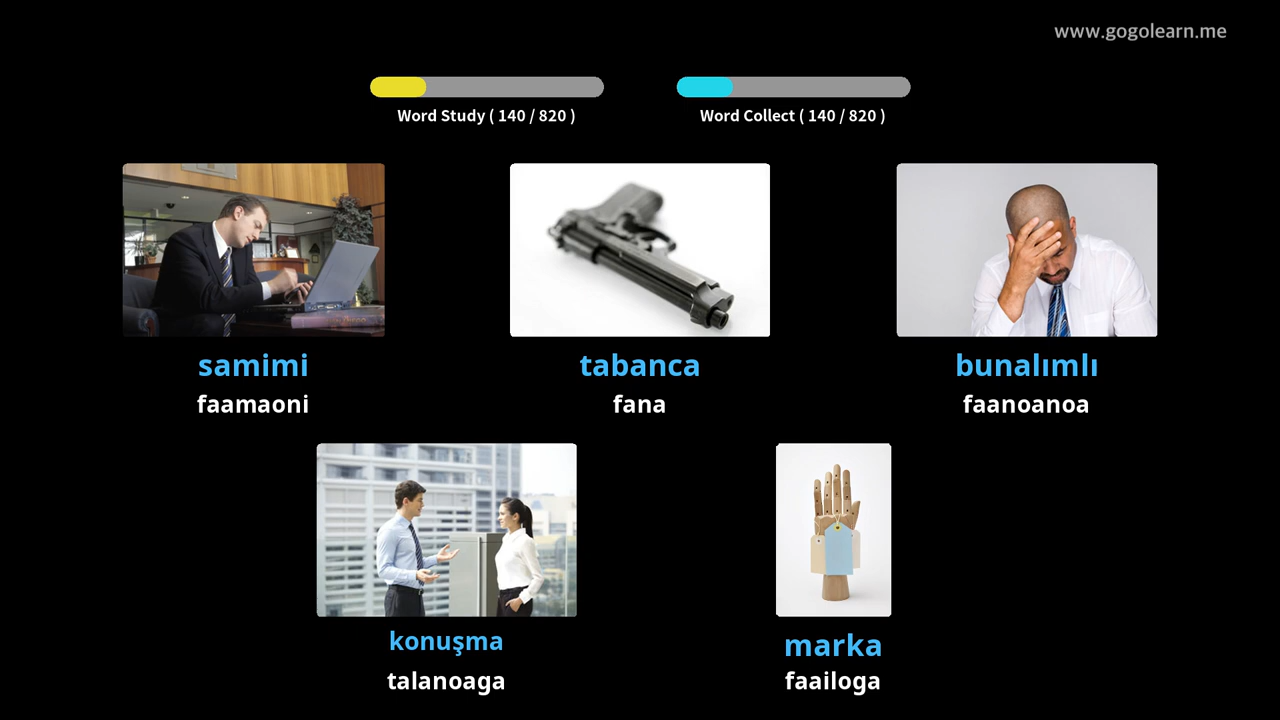 www.gogolearn.me
Word Study ( 140 / 820 )
Word Collect ( 140 / 820 )
samimi
faamaoni
tabanca
fana
bunalımlı
faanoanoa
konuşma
talanoaga
marka
faailoga